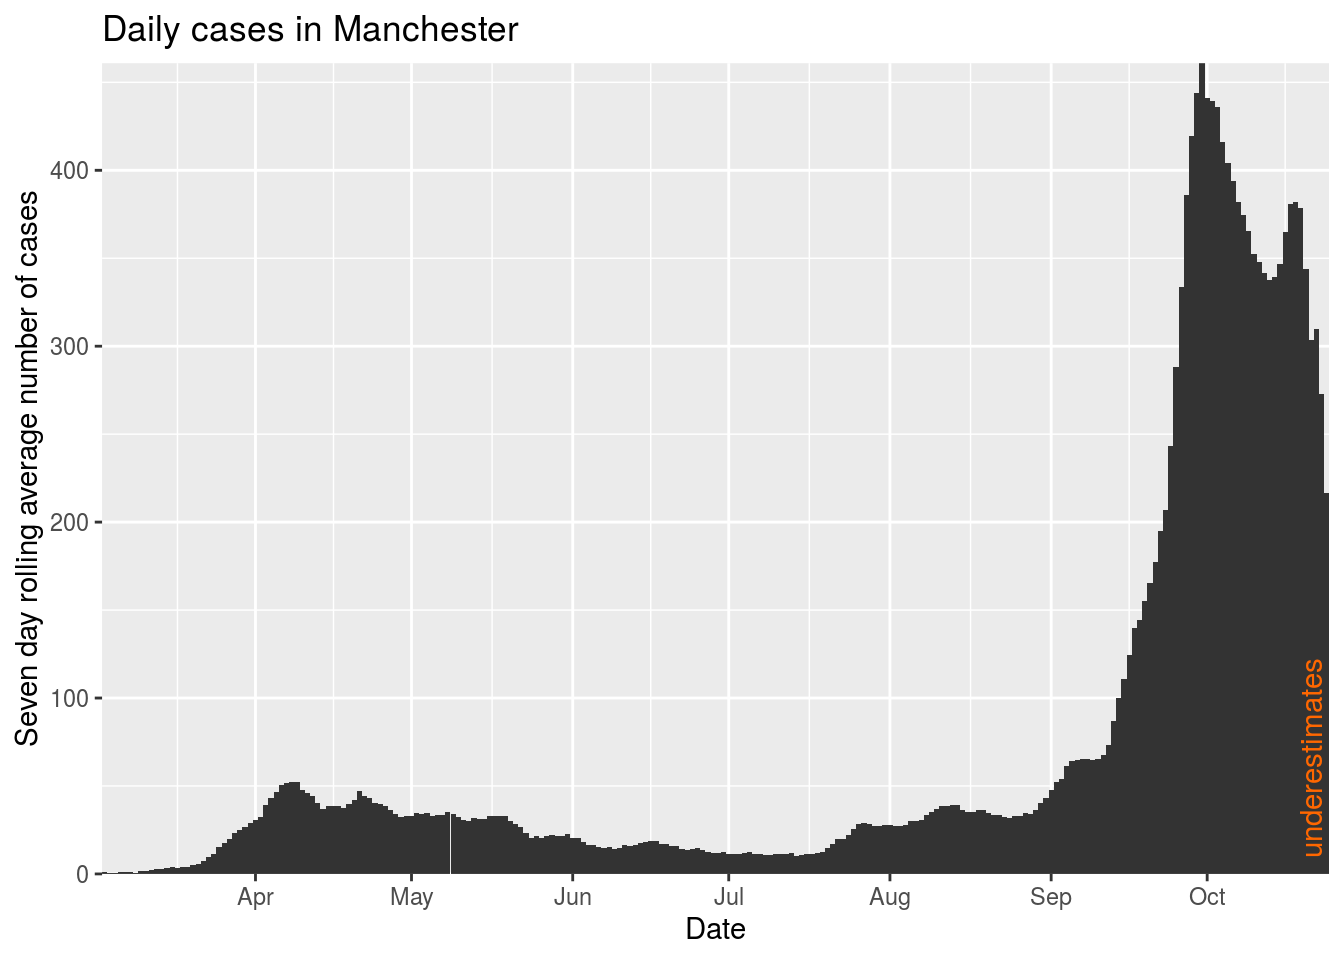 Daily cases in Manchester
Seven day rolling average number of cases
400
300
200
100
0
underestimates
Apr May Jun Jul Aug Sep Oct
Date